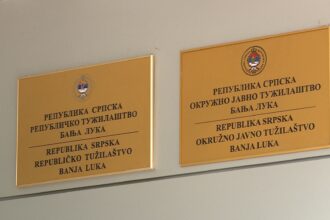 РЕПУБЛИКА СРПСКА
РЕПУБЛИЧКО ТУЖИЛАШТВО
БАЊА ЛУКА
REPUBLIKA SRPSKA
REPUBLIČKO TUŽILAŠTVO
BANJA LUKA
РЕПУБЛИКА СРПСКА
ОКРУЖНО ЈАВНО ТУЖИЛАШТВО
БАЊА ЛУКА
REPUBLIKA SRPSKA
OKRUŽNO JAVNO TUŽILAŠTVO
BANJA LUKA